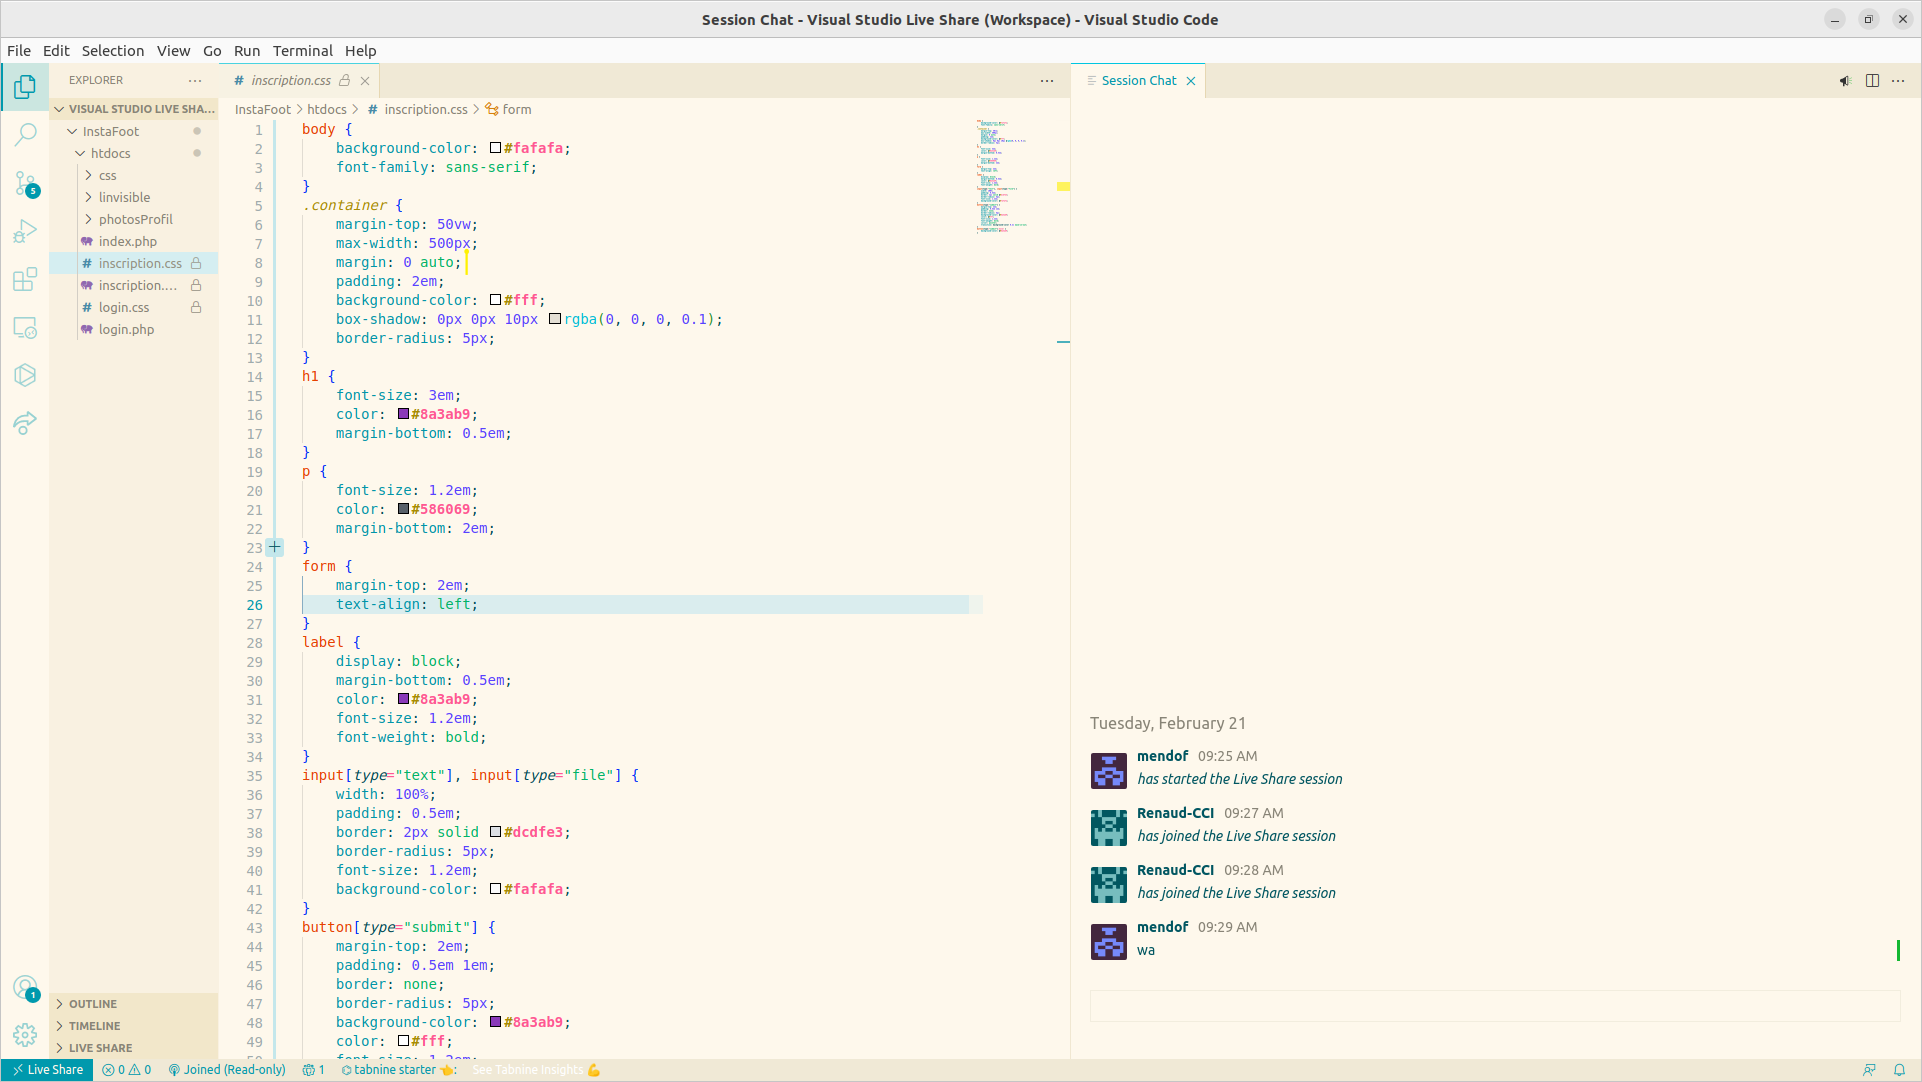 Session Chat - Visual Studio Live Share (Workspace) - Visual Studio Code
File Edit Selection View Go Run Terminal Help
EXPLORER
VISUAL STUDIO LIVE SHA...
InstaFoot
htdocs
css
linvisible
photosProfil
index.php
# inscription.css
inscription....
# login.css
login.php
OUTLINE
TIMELINE
LIVE SHARE
5
1
# inscription.css
InstaFoot > htdocs > # inscription.css > form
1 body {
2 background-color: #fafafa;
3 font-family: sans-serif;
4 }
5 .container {
6 margin-top: 50vw;
7 max-width: 500px;
8 margin: 0 auto;
9 padding: 2em;
10 background-color: #fff;
11 box-shadow: 0px 0px 10px rgba(0, 0, 0, 0.1);
12 border-radius: 5px;
13 }
14 h1 {
15 font-size: 3em;
16 color: #8a3ab9;
17 margin-bottom: 0.5em;
18 }
19 p {
20 font-size: 1.2em;
21 color: #586069;
22 margin-bottom: 2em;
23 }
24 form {
25 margin-top: 2em;
26 text-align: left;
27 }
28 label {
29 display: block;
30 margin-bottom: 0.5em;
31 color: #8a3ab9;
32 font-size: 1.2em;
33 font-weight: bold;
34 }
35 input[type="text"], input[type="file"] {
36 width: 100%;
37 padding: 0.5em;
38 border: 2px solid #dcdfe3;
39 border-radius: 5px;
40 font-size: 1.2em;
41 background-color: #fafafa;
42 }
43 button[type="submit"] {
44 margin-top: 2em;
45 padding: 0.5em 1em;
46 border: none;
47 border-radius: 5px;
48 background-color: #8a3ab9;
49 color: #fff;
Session Chat
Tuesday, February 21
mendof 09:25 AM
has started the Live Share session
Renaud-CCI 09:27 AM
has joined the Live Share session
Renaud-CCI 09:28 AM
has joined the Live Share session
mendof 09:29 AM
wa
Live Share 0 0 Joined (Read-only) 1 tabnine starter 👈: See Tabnine Insights 💪